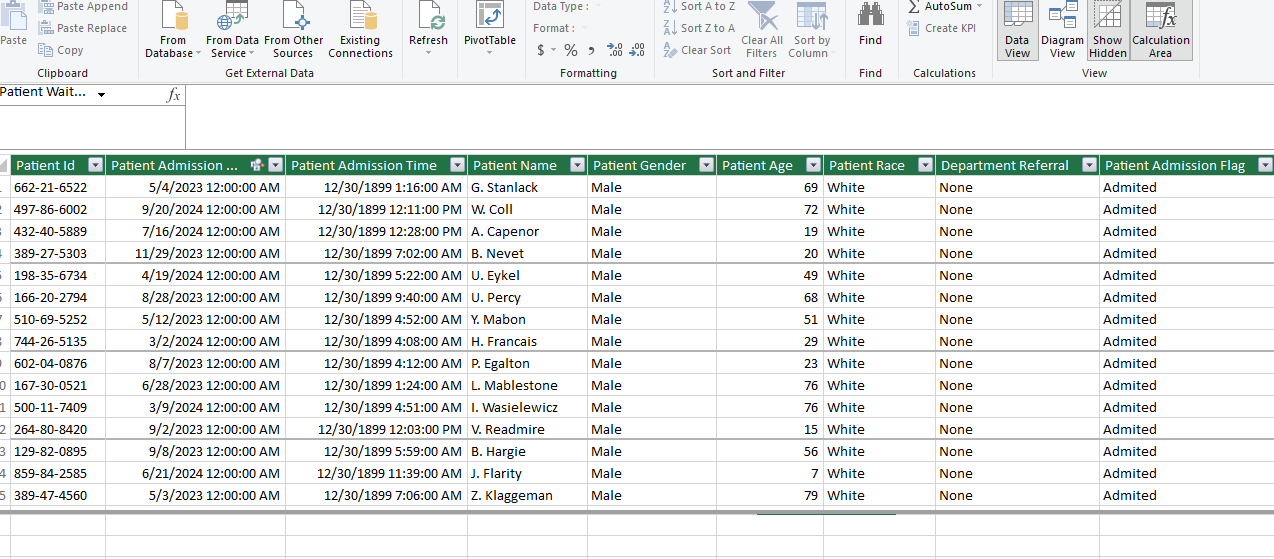 Paste Append Data Type : Sort A to Z AutoSum
Paste Paste Replace From Database From Data Service From Other Sources Existing Connections Refresh PivotTable Format : Sort Z to A Clear All Filters Sort by Column Find Create KPI Data View Diagram View Show Hidden Calculation Area
Copy $ % , .00 Clear Sort
Clipboard Get External Data Formatting Sort and Filter Find Calculations View
Patient Wait... fx
Patient Id Patient Admission ... Patient Admission Time Patient Name Patient Gender Patient Age Patient Race Department Referral Patient Admission Flag
662-21-6522 5/4/2023 12:00:00 AM 12/30/1899 1:16:00 AM G. Stanlack Male 69 White None Admited
497-86-6002 9/20/2024 12:00:00 AM 12/30/1899 12:11:00 PM W. Coll Male 72 White None Admited
432-40-5889 7/16/2024 12:00:00 AM 12/30/1899 12:28:00 PM A. Capenor Male 19 White None Admited
389-27-5303 11/29/2023 12:00:00 AM 12/30/1899 7:02:00 AM B. Nevet Male 20 White None Admited
198-35-6734 4/19/2024 12:00:00 AM 12/30/1899 5:22:00 AM U. Eykel Male 49 White None Admited
166-20-2794 8/28/2023 12:00:00 AM 12/30/1899 9:40:00 AM U. Percy Male 68 White None Admited
510-69-5252 5/12/2023 12:00:00 AM 12/30/1899 4:52:00 AM Y. Mabon Male 51 White None Admited
744-26-5135 3/2/2024 12:00:00 AM 12/30/1899 4:08:00 AM H. Francais Male 29 White None Admited
602-04-0876 8/7/2023 12:00:00 AM 12/30/1899 4:12:00 AM P. Egalton Male 23 White None Admited
167-30-0521 6/28/2023 12:00:00 AM 12/30/1899 1:24:00 AM L. Mablestone Male 76 White None Admited
500-11-7409 3/9/2024 12:00:00 AM 12/30/1899 4:51:00 AM I. Wasielewicz Male 76 White None Admited
264-80-8420 9/2/2023 12:00:00 AM 12/30/1899 12:03:00 PM V. Readmire Male 15 White None Admited
129-82-0895 9/8/2023 12:00:00 AM 12/30/1899 5:59:00 AM B. Hargie Male 56 White None Admited
859-84-2585 6/21/2024 12:00:00 AM 12/30/1899 11:39:00 AM J. Flarity Male 7 White None Admited
389-47-4560 5/3/2023 12:00:00 AM 12/30/1899 7:06:00 AM Z. Klaggeman Male 79 White None Admited